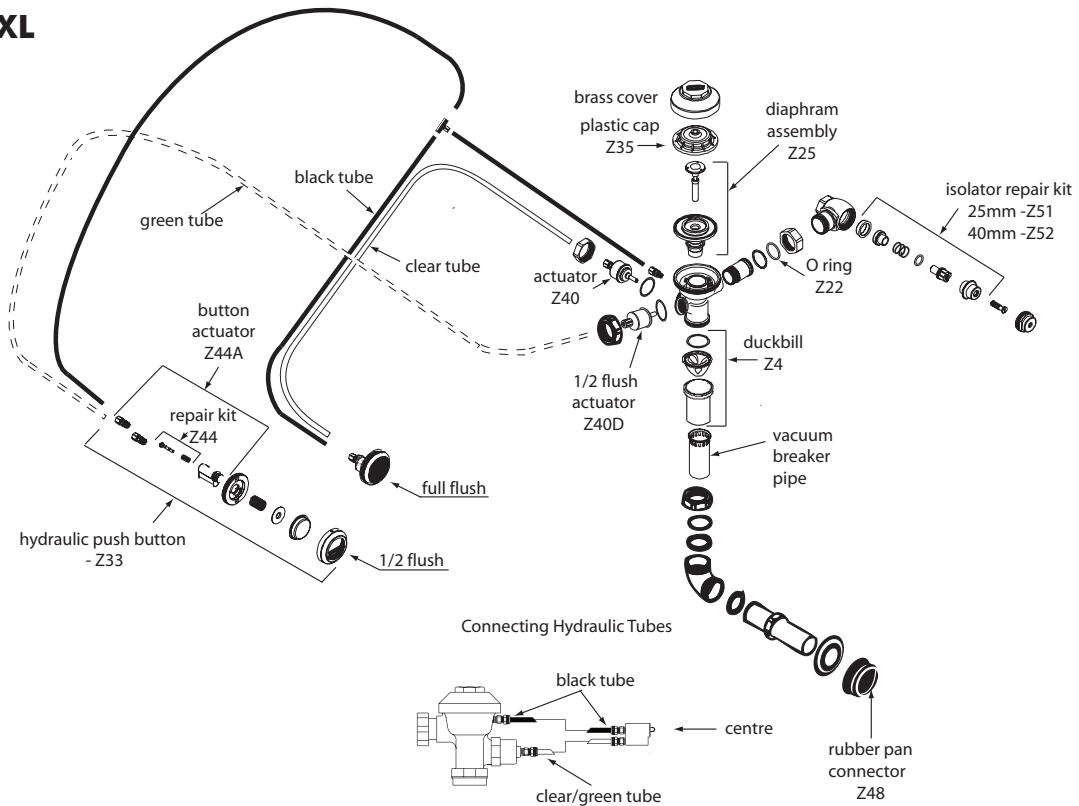 XL
brass cover
plastic cap
Z35
diaphram
assembly
Z25
isolator repair kit
25mm -Z51
40mm -Z52
black tube
green tube
clear tube
actuator
Z40
O ring
Z22
button
actuator
Z44A
1/2 flush
actuator
Z40D
duckbill
Z4
repair kit
Z44
vacuum
breaker
pipe
full flush
hydraulic push button
- Z33
1/2 flush
Connecting Hydraulic Tubes
black tube
centre
rubber pan
connector
Z48
clear/green tube